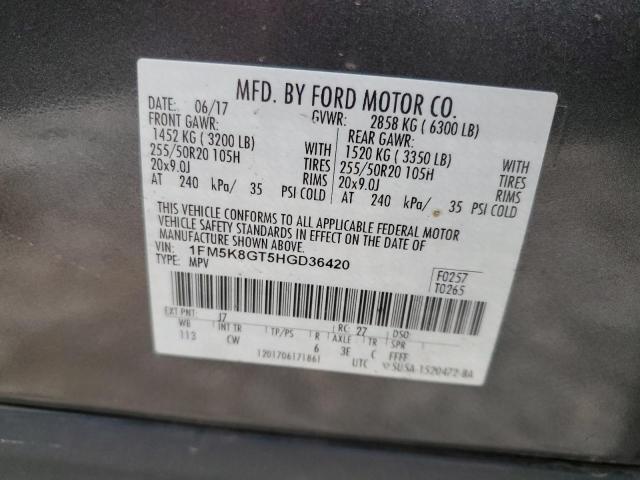 MFD. BY FORD MOTOR CO.
DATE: 06/17 GVWR: 2858 KG ( 6300 LB)
FRONT GAWR: REAR GAWR:
1452 KG ( 3200 LB) WITH 1520 KG ( 3350 LB) WITH
255/50R20 105H TIRES 255/50R20 105H TIRES
20x9.0J RIMS 20x9.0J RIMS
AT 240 kPa/ 35 PSI COLD AT 240 kPa/ 35 PSI COLD
THIS VEHICLE CONFORMS TO ALL APPLICABLE FEDERAL MOTOR
VEHICLE SAFETY STANDARDS IN EFFECT ON THE DATE OF
MANUFACTURE SHOWN ABOVE.
VIN: 1FM5K8GT5HGD36420
TYPE: MPV
F0257
T0265
EXT PNT: J7 RC: 27 DSO:
WB INT TR TP/PS R AXLE TR SPR
113 CW 6 3E C FFFF
1201706171861 UTC SU5A-1520472-BA